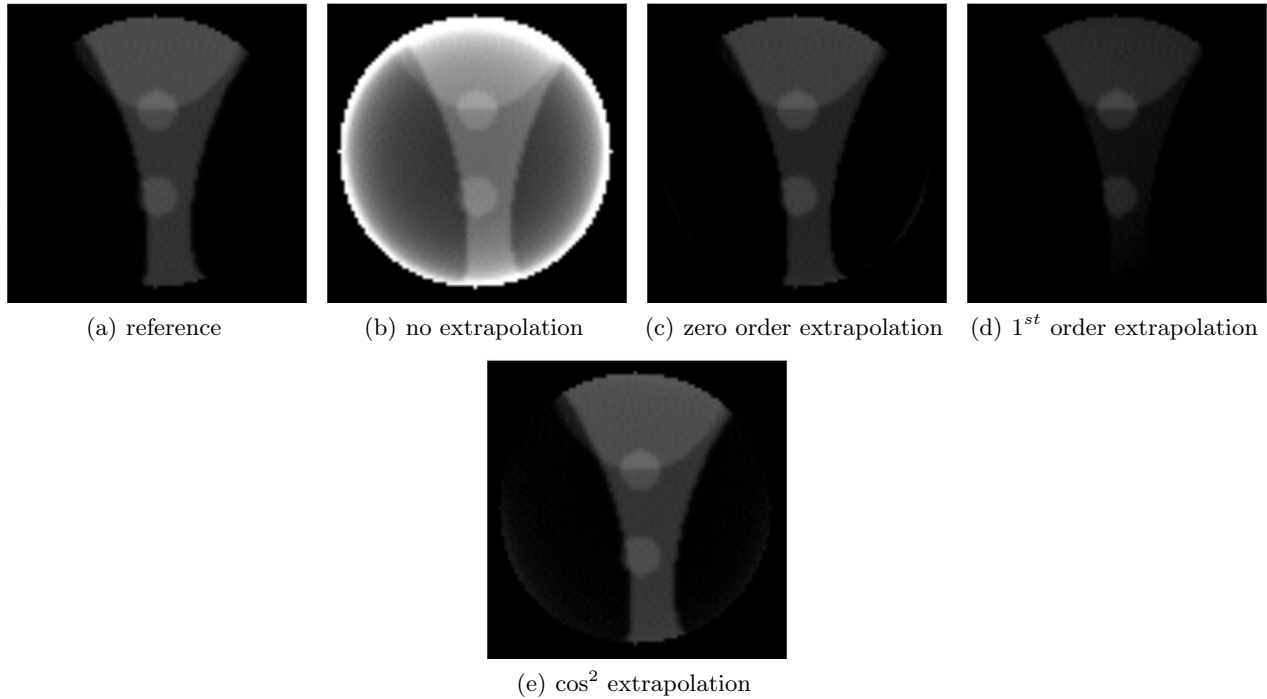 (a) reference
(b) no extrapolation
(c) zero order extrapolation
(d) 1st order extrapolation
(e) cos2 extrapolation